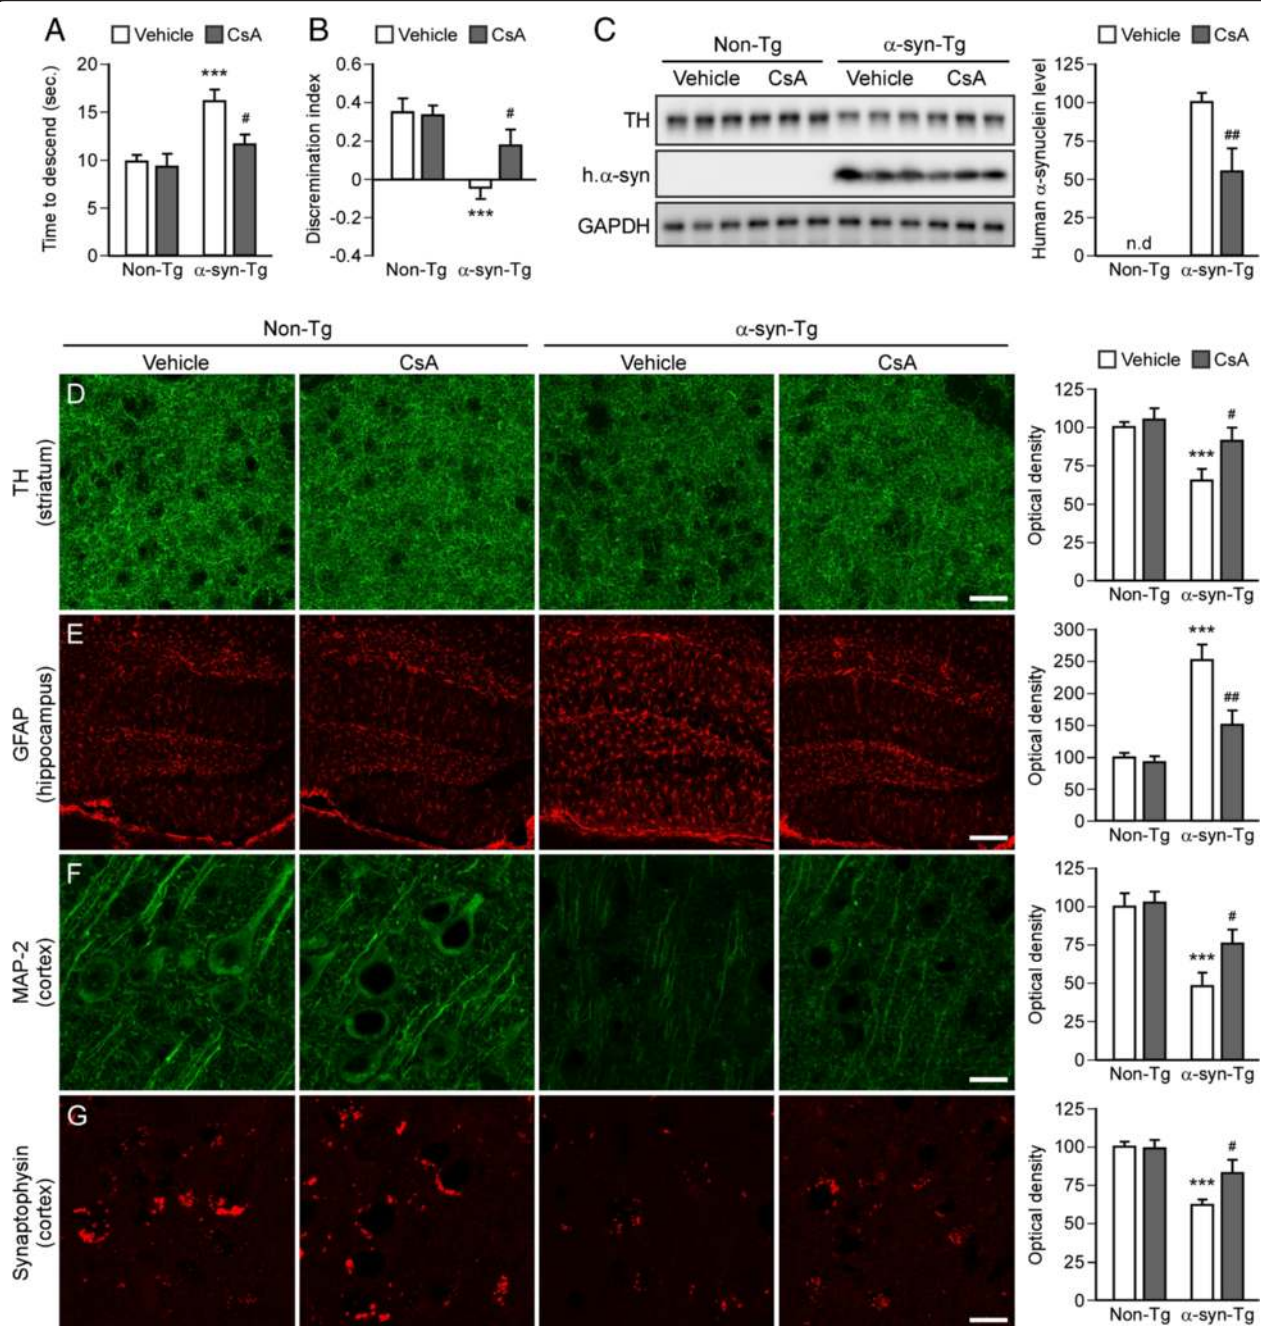 A
Vehicle CsA
Time to descend (sec.)
20
15
10
5
0
***
#
Non-Tg α-syn-Tg
B
Vehicle CsA
Discremination index
0.6
0.4
0.2
0
-0.2
-0.4
#
***
Non-Tg α-syn-Tg
C
Non-Tg α-syn-Tg
Vehicle CsA Vehicle CsA
TH
h.α-syn
GAPDH
Vehicle CsA
Human α-synuclein level
125
100
75
50
25
0
##
n.d
Non-Tg α-syn-Tg
Non-Tg α-syn-Tg
Vehicle CsA Vehicle CsA
D
TH
(striatum)
Vehicle CsA
Optical density
125
100
75
50
25
0
***
#
Non-Tg α-syn-Tg
E
GFAP
(hippocampus)
Optical density
300
250
200
150
100
50
0
***
##
Non-Tg α-syn-Tg
F
MAP-2
(cortex)
Optical density
125
100
75
50
25
0
***
#
Non-Tg α-syn-Tg
G
Synaptophysin
(cortex)
Optical density
125
100
75
50
25
0
***
#
Non-Tg α-syn-Tg